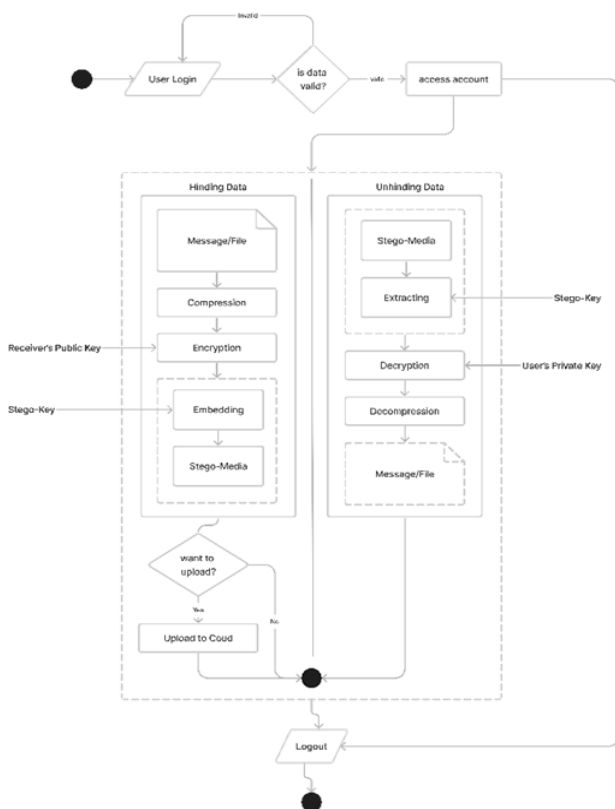 Invalid
User Login
is data
valid?
valid
access account
Hinding Data
Unhinding Data
Message/File
Stego-Media
Compression
Extracting
Stego-Key
Receiver's Public Key
Encryption
Decryption
User's Private Key
Stego-Key
Embedding
Decompression
Stego-Media
Message/File
want to
upload?
Yes
No
Upload to Coud
Logout